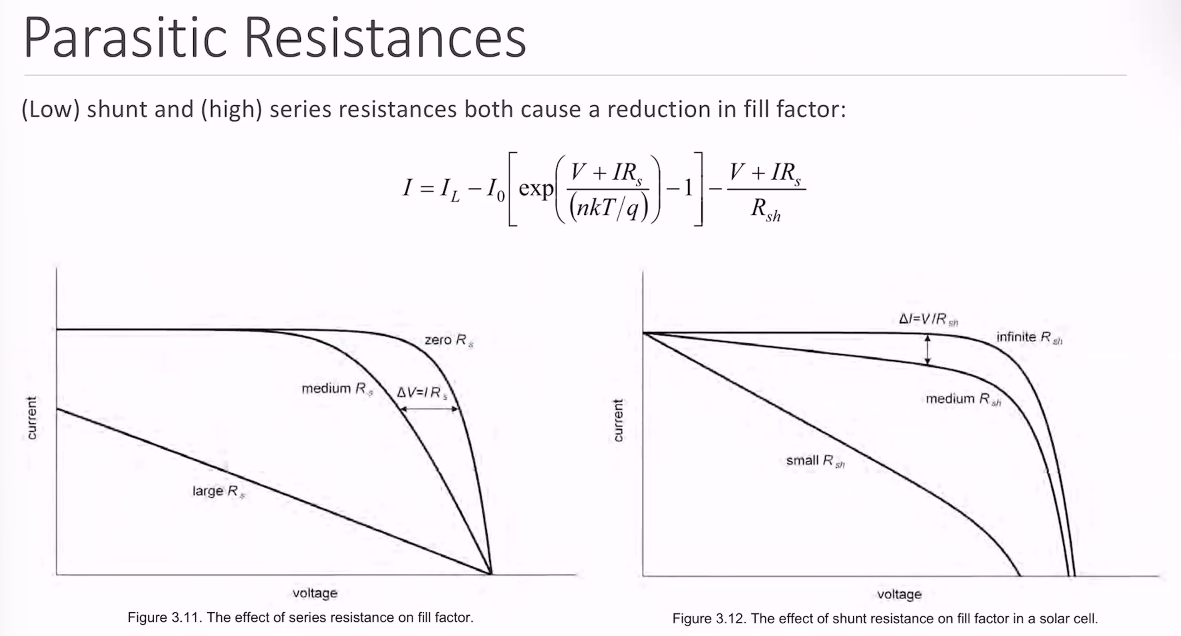 Parasitic Resistances
(Low) shunt and (high) series resistances both cause a reduction in fill factor:
I = I_L − I_0 [ exp( (V + IR_s) / (nkT/q) ) − 1 ] − (V + IR_s) / R_sh
current
zero R_s
medium R_s
ΔV=IR_s
large R_s
voltage
Figure 3.11. The effect of series resistance on fill factor.
current
ΔI=V/R_sh
infinite R_sh
medium R_sh
small R_sh
voltage
Figure 3.12. The effect of shunt resistance on fill factor in a solar cell.